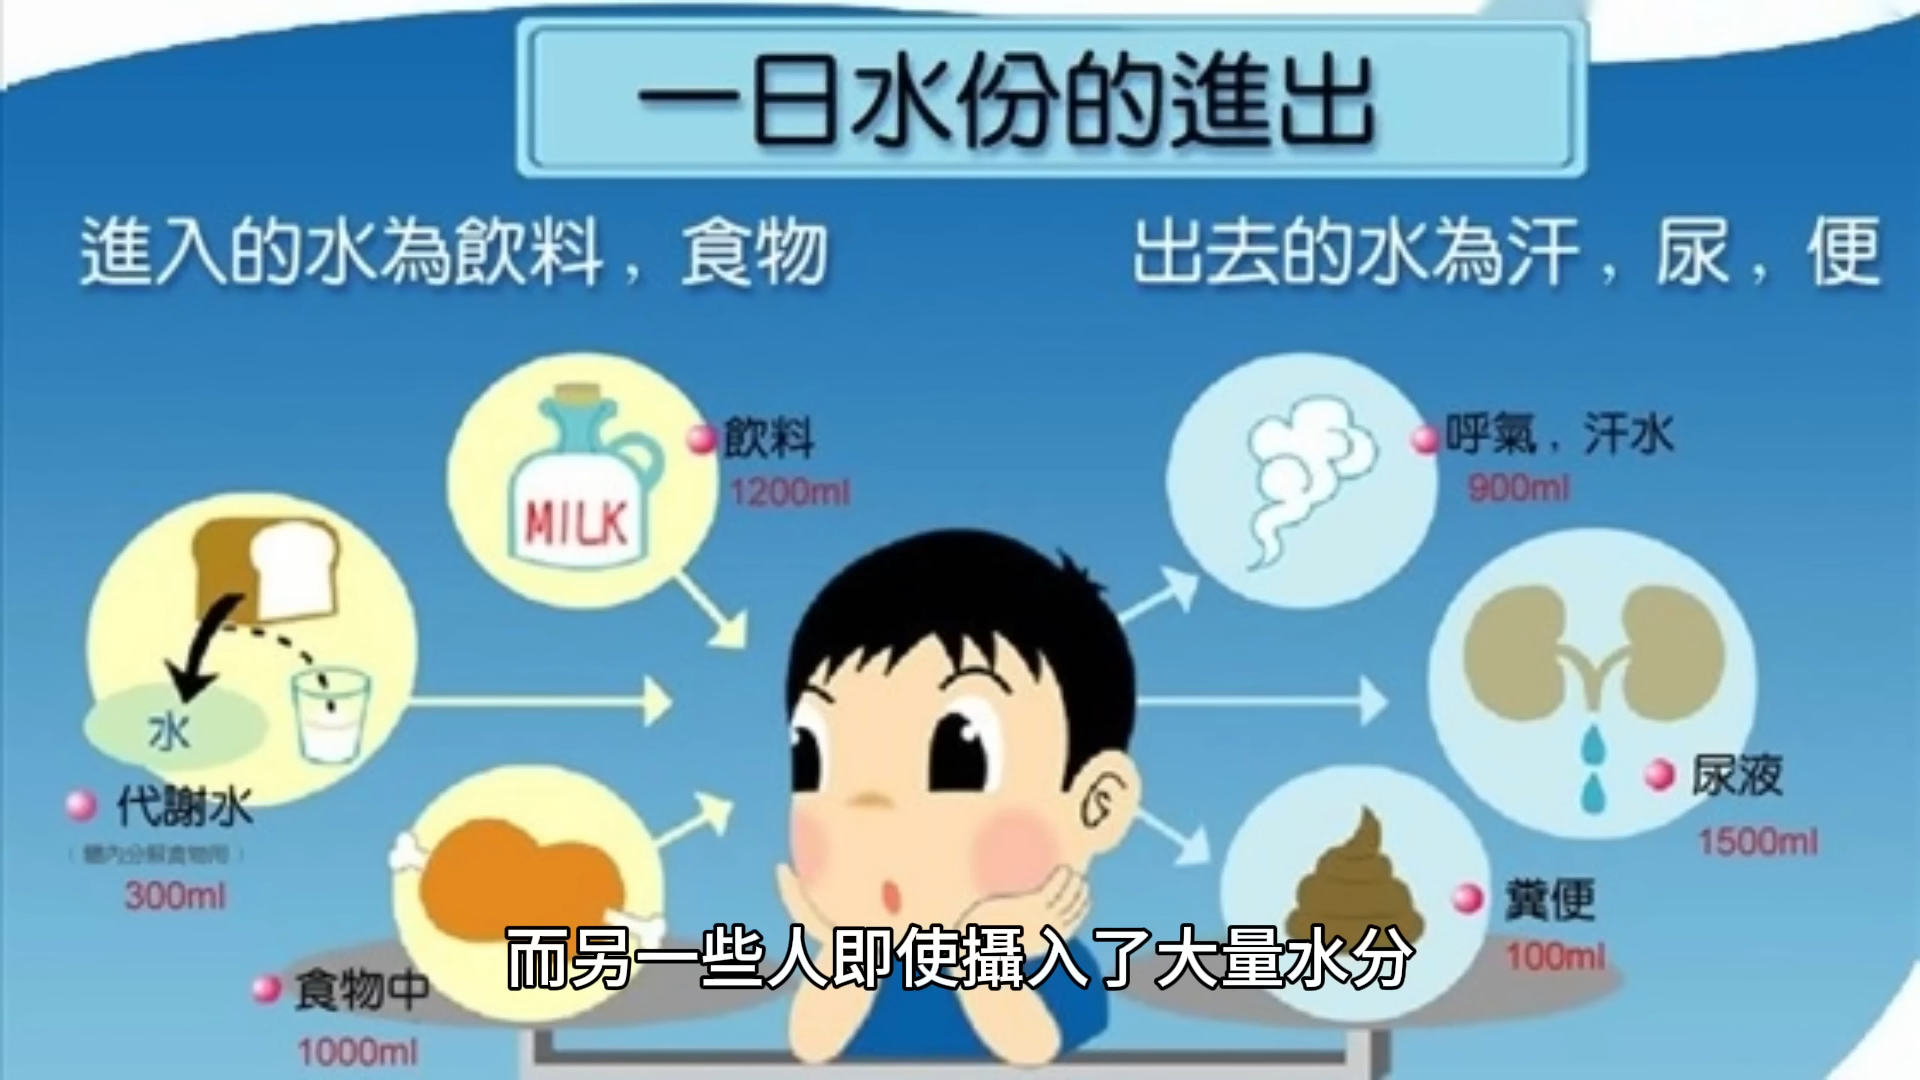 一日水份的進出
進入的水為飲料，食物
出去的水為汗，尿，便
飲料
1200ml
MILK
呼氣，汗水
900ml
水
代謝水
300ml
尿液
1500ml
糞便
100ml
食物中
1000ml
而另一些人即使攝入了大量水分